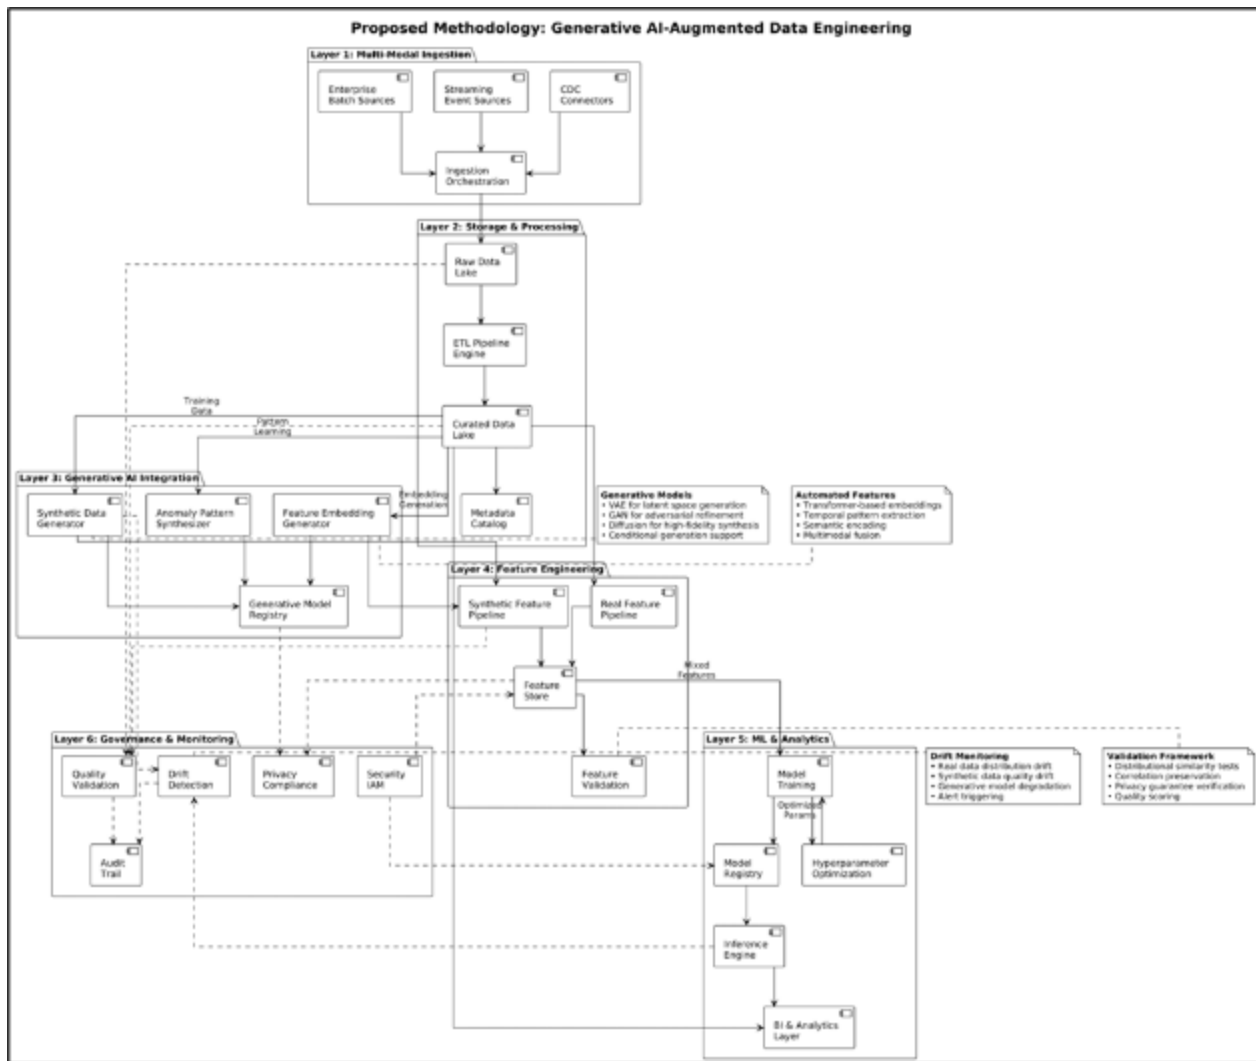 Proposed Methodology: Generative AI-Augmented Data Engineering
Layer 1: Multi-Modal Ingestion
Enterprise
Batch Sources
Streaming
Event Sources
CDC
Connectors
Ingestion
Orchestration
Layer 2: Storage & Processing
Raw Data
Lake
ETL Pipeline
Engine
Training
Data
Pattern
Learning
Curated Data
Lake
Layer 3: Generative AI Integration
Synthetic Data
Generator
Anomaly Pattern
Synthesizer
Feature Embedding
Generator
Embedding
Generation
Metadata
Catalog
Generative Models
• VAE for latent space generation
• GAN for adversarial refinement
• Diffusion for high-fidelity synthesis
• Conditional generation support
Automated Features
• Transformer-based embeddings
• Temporal pattern extraction
• Semantic encoding
• Multimodal fusion
Generative Model
Registry
Layer 4: Feature Engineering
Synthetic Feature
Pipeline
Real Feature
Pipeline
Feature
Store
Mixed
Features
Layer 6: Governance & Monitoring
Quality
Validation
Drift
Detection
Privacy
Compliance
Security
IAM
Feature
Validation
Layer 5: ML & Analytics
Model
Training
Drift Monitoring
• Real data distribution drift
• Synthetic data quality drift
• Generative model degradation
• Alert triggering
Validation Framework
• Distributional similarity tests
• Correlation preservation
• Privacy guarantee verification
• Quality scoring
Optimized
Params
Audit
Trail
Model
Registry
Hyperparameter
Optimization
Inference
Engine
BI & Analytics
Layer